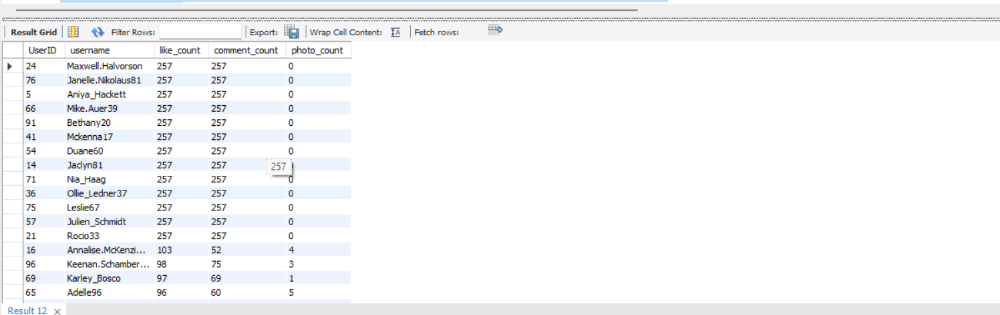 Result Grid Filter Rows: Export: Wrap Cell Content: IA Fetch rows:
UserID username like_count comment_count photo_count
24 Maxwell.Halvorson 257 257 0
76 Janelle.Nikolaus81 257 257 0
5 Aniya_Hackett 257 257 0
66 Mike.Auer39 257 257 0
91 Bethany20 257 257 0
41 Mckenna17 257 257 0
54 Duane60 257 257 0
14 Jaclyn81 257 257
257
71 Nia_Haag 257 257 0
36 Ollie_Ledner37 257 257 0
75 Leslie67 257 257 0
57 Julien_Schmidt 257 257 0
21 Rocio33 257 257 0
16 Annalise.McKenzi... 103 52 4
96 Keenan.Schamber... 98 75 3
69 Karley_Bosco 97 69 1
65 Adelle96 96 60 5
Result 12